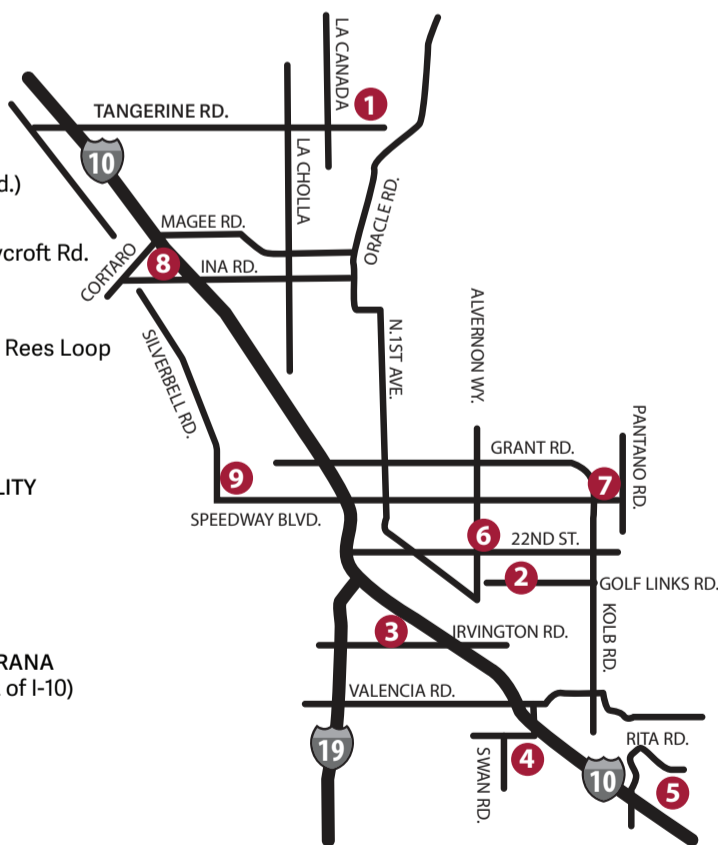 d.)
ycroft Rd.
Rees Loop
LITY
RANA
of I-10)
LA CANADA
1
TANGERINE RD.
10
LA CHOLLA
ORACLE RD.
MAGEE RD.
CORTARO
8
INA RD.
SILVERBELL RD.
N.1ST AVE.
ALVERNON WY.
PANTANO RD.
GRANT RD.
9
7
SPEEDWAY BLVD.
6
22ND ST.
2
GOLF LINKS RD.
3
IRVINGTON RD.
KOLB RD.
VALENCIA RD.
19
SWAN RD.
4
10
RITA RD.
5